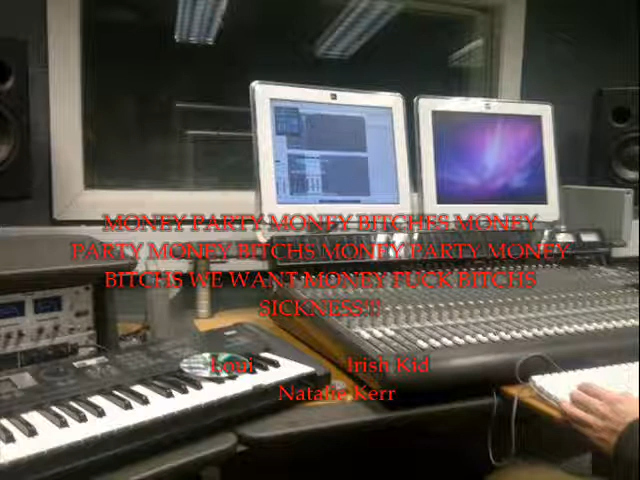 MONEY PARTY MONEY BITCHES MONEY
PARTY MONEY BITCHS MONEY PARTY MONEY
BITCHS WE WANT MONEY FUCK BITCHS
SICKNESS!!!
Loui Irish Kid
Natalie Kerr